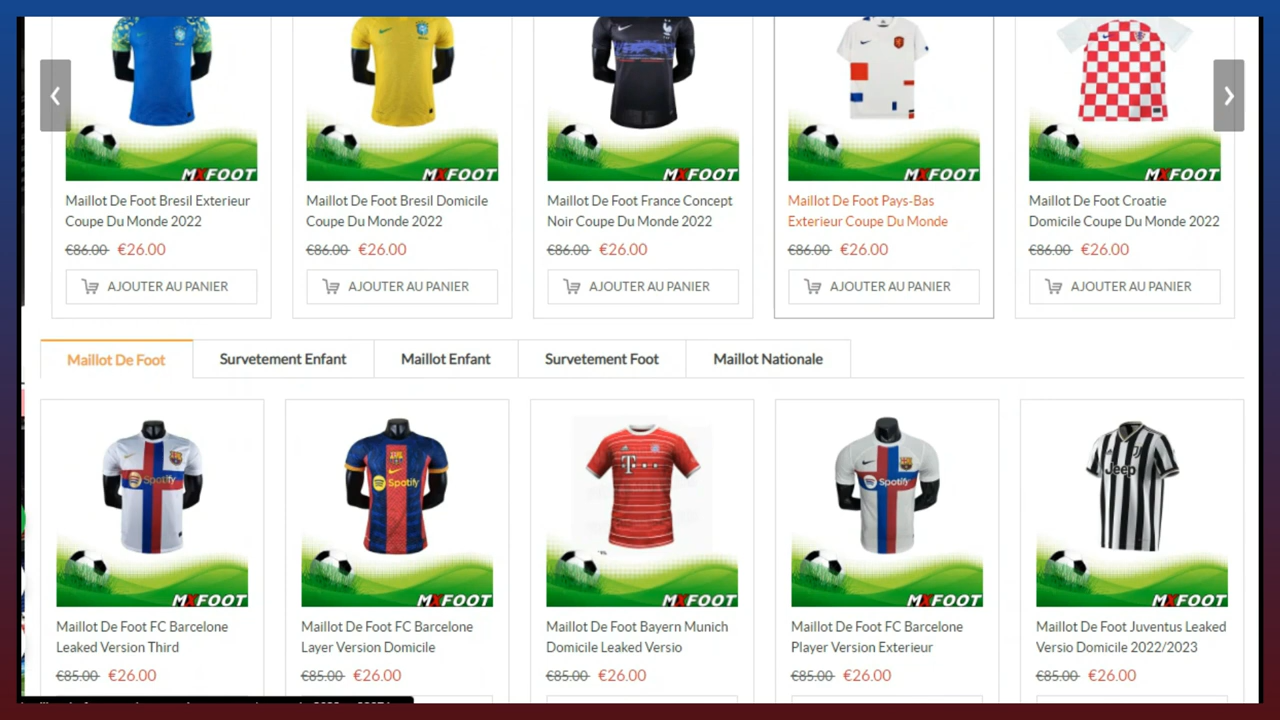 MXFOOT
MXFOOT
MXFOOT
MXFOOT
MXFOOT
Maillot De Foot Bresil Exterieur
Coupe Du Monde 2022
€86.00 €26.00
AJOUTER AU PANIER
Maillot De Foot Bresil Domicile
Coupe Du Monde 2022
€86.00 €26.00
AJOUTER AU PANIER
Maillot De Foot France Concept
Noir Coupe Du Monde 2022
€86.00 €26.00
AJOUTER AU PANIER
Maillot De Foot Pays-Bas
Exterieur Coupe Du Monde
€86.00 €26.00
AJOUTER AU PANIER
Maillot De Foot Croatie
Domicile Coupe Du Monde 2022
€86.00 €26.00
AJOUTER AU PANIER
Maillot De Foot
Survetement Enfant
Maillot Enfant
Survetement Foot
Maillot Nationale
Spotify
MXFOOT
Spotify
MXFOOT
T
MXFOOT
Spotify
MXFOOT
Jeep
MXFOOT
Maillot De Foot FC Barcelone
Leaked Version Third
€85.00 €26.00
Maillot De Foot FC Barcelone
Layer Version Domicile
€85.00 €26.00
Maillot De Foot Bayern Munich
Domicile Leaked Versio
€85.00 €26.00
Maillot De Foot FC Barcelone
Player Version Exterieur
€85.00 €26.00
Maillot De Foot Juventus Leaked
Versio Domicile 2022/2023
€85.00 €26.00